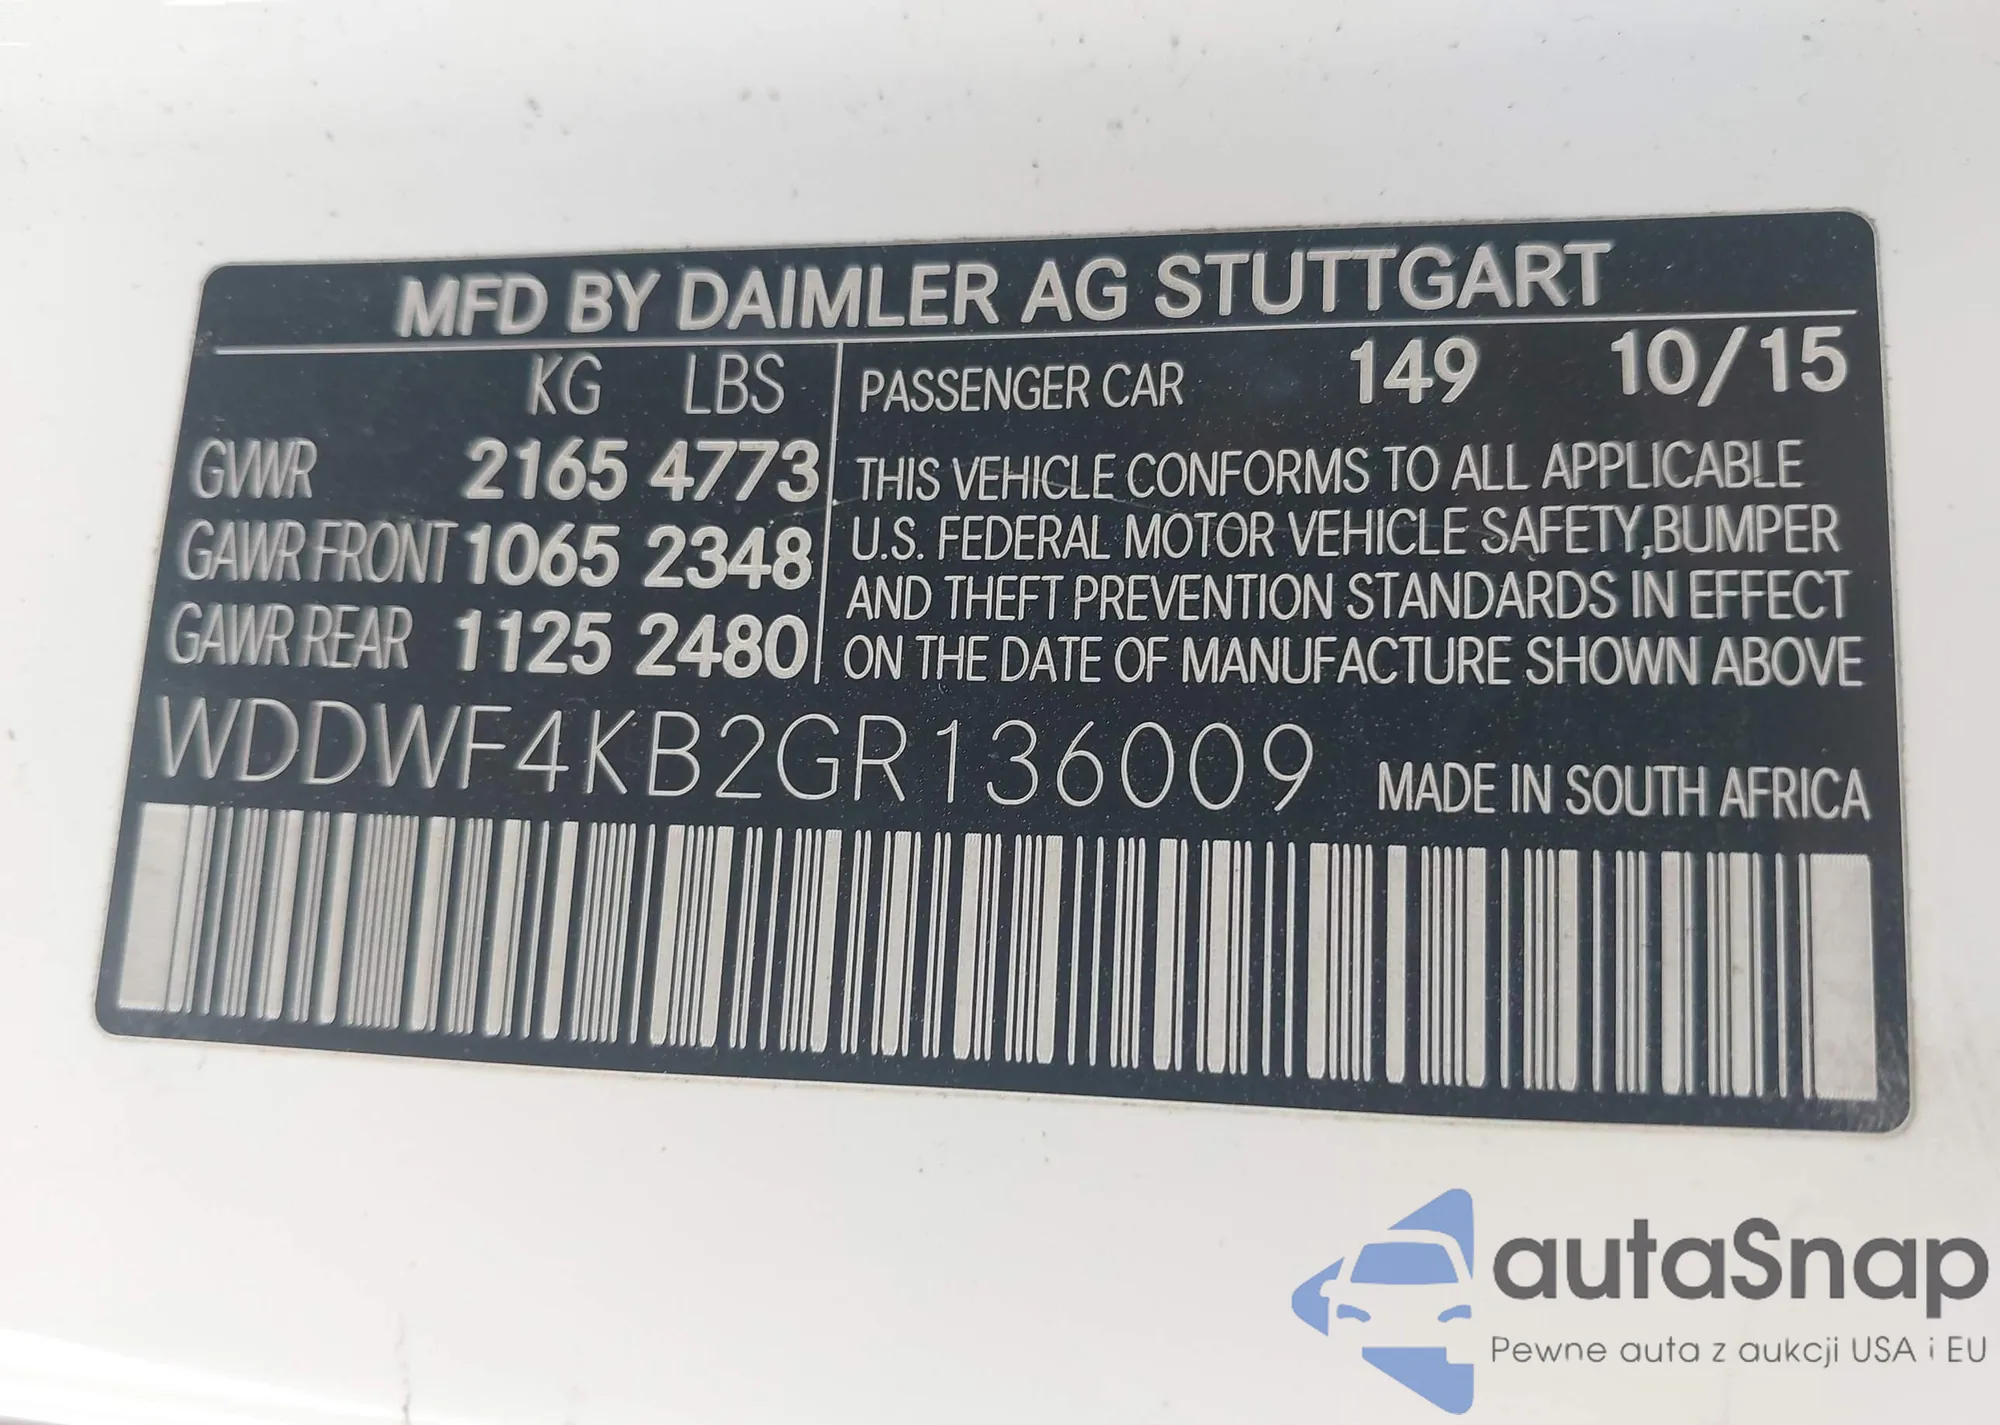 MFD BY DAIMLER AG STUTTGART
KG LBS
GVWR 2165 4773
GAWR FRONT 1065 2348
GAWR REAR 1125 2480
PASSENGER CAR 149 10/15
THIS VEHICLE CONFORMS TO ALL APPLICABLE
U.S. FEDERAL MOTOR VEHICLE SAFETY,BUMPER
AND THEFT PREVENTION STANDARDS IN EFFECT
ON THE DATE OF MANUFACTURE SHOWN ABOVE
WDDWF4KB2GR136009 MADE IN SOUTH AFRICA
autaSnap
Pewne auta z aukcji USA i EU